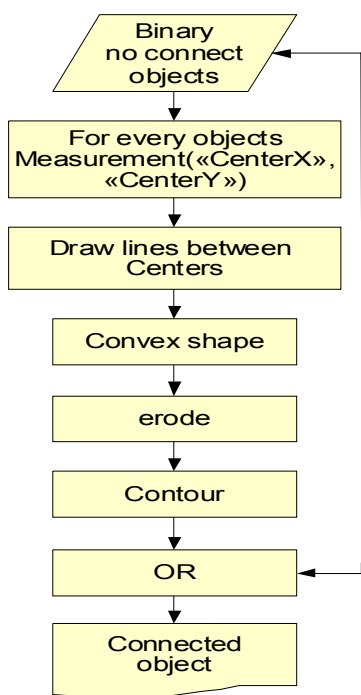 Binary
no connect
objects
For every objects
Measurement(«CenterX»,
«CenterY»)
Draw lines between
Centers
Convex shape
erode
Contour
OR
Connected
object